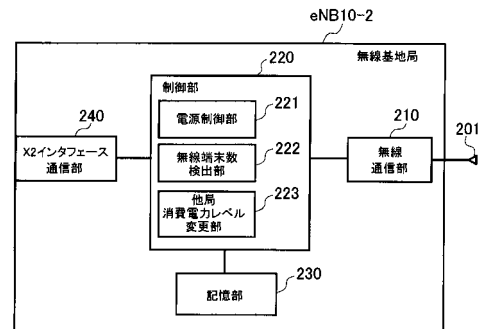 eNB10-2
無線基地局
220
制御部
221
電源制御部
240
X2インタフェース
通信部
222
無線端末数
検出部
210
無線
通信部
201
223
他局
消費電力レベル
変更部
230
記憶部